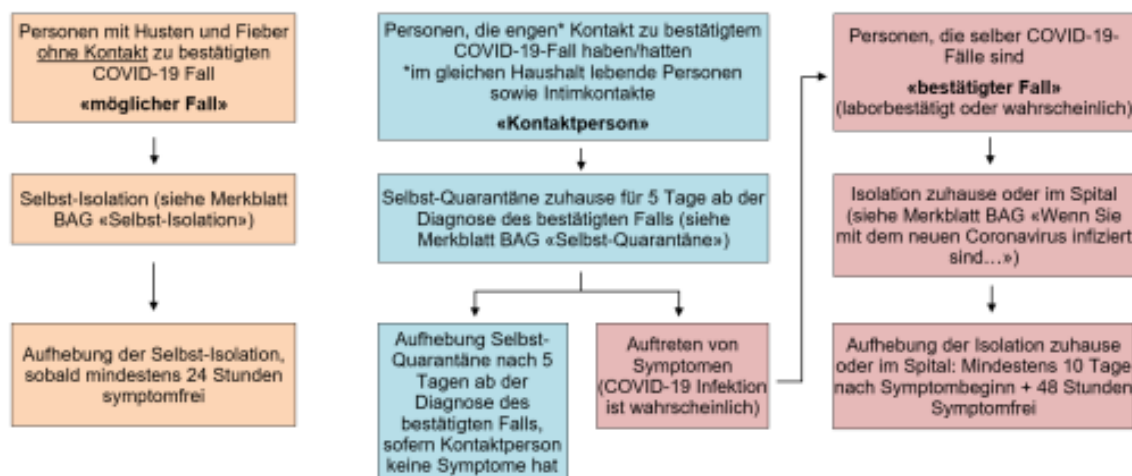 Personen mit Husten und Fieber
ohne Kontakt zu bestätigten
COVID-19 Fall
«möglicher Fall»
Selbst-Isolation (siehe Merkblatt
BAG «Selbst-Isolation»)
Aufhebung der Selbst-Isolation,
sobald mindestens 24 Stunden
symptomfrei
Personen, die engen* Kontakt zu bestätigtem
COVID-19-Fall haben/hatten
*im gleichen Haushalt lebende Personen
sowie Intimkontakte
«Kontaktperson»
Selbst-Quarantäne zuhause für 5 Tage ab der
Diagnose des bestätigten Falls (siehe
Merkblatt BAG «Selbst-Quarantäne»)
Aufhebung Selbst-
Quarantäne nach 5
Tagen ab der
Diagnose des
bestätigten Falls,
sofern Kontaktperson
keine Symptome hat
Auftreten von
Symptomen
(COVID-19 Infektion
ist wahrscheinlich)
Personen, die selber COVID-19-
Fälle sind
«bestätigter Fall»
(laborbestätigt oder wahrscheinlich)
Isolation zuhause oder im Spital
(siehe Merkblatt BAG «Wenn Sie
mit dem neuen Coronavirus infiziert
sind…»)
Aufhebung der Isolation zuhause
oder im Spital: Mindestens 10 Tage
nach Symptombeginn + 48 Stunden
Symptomfrei